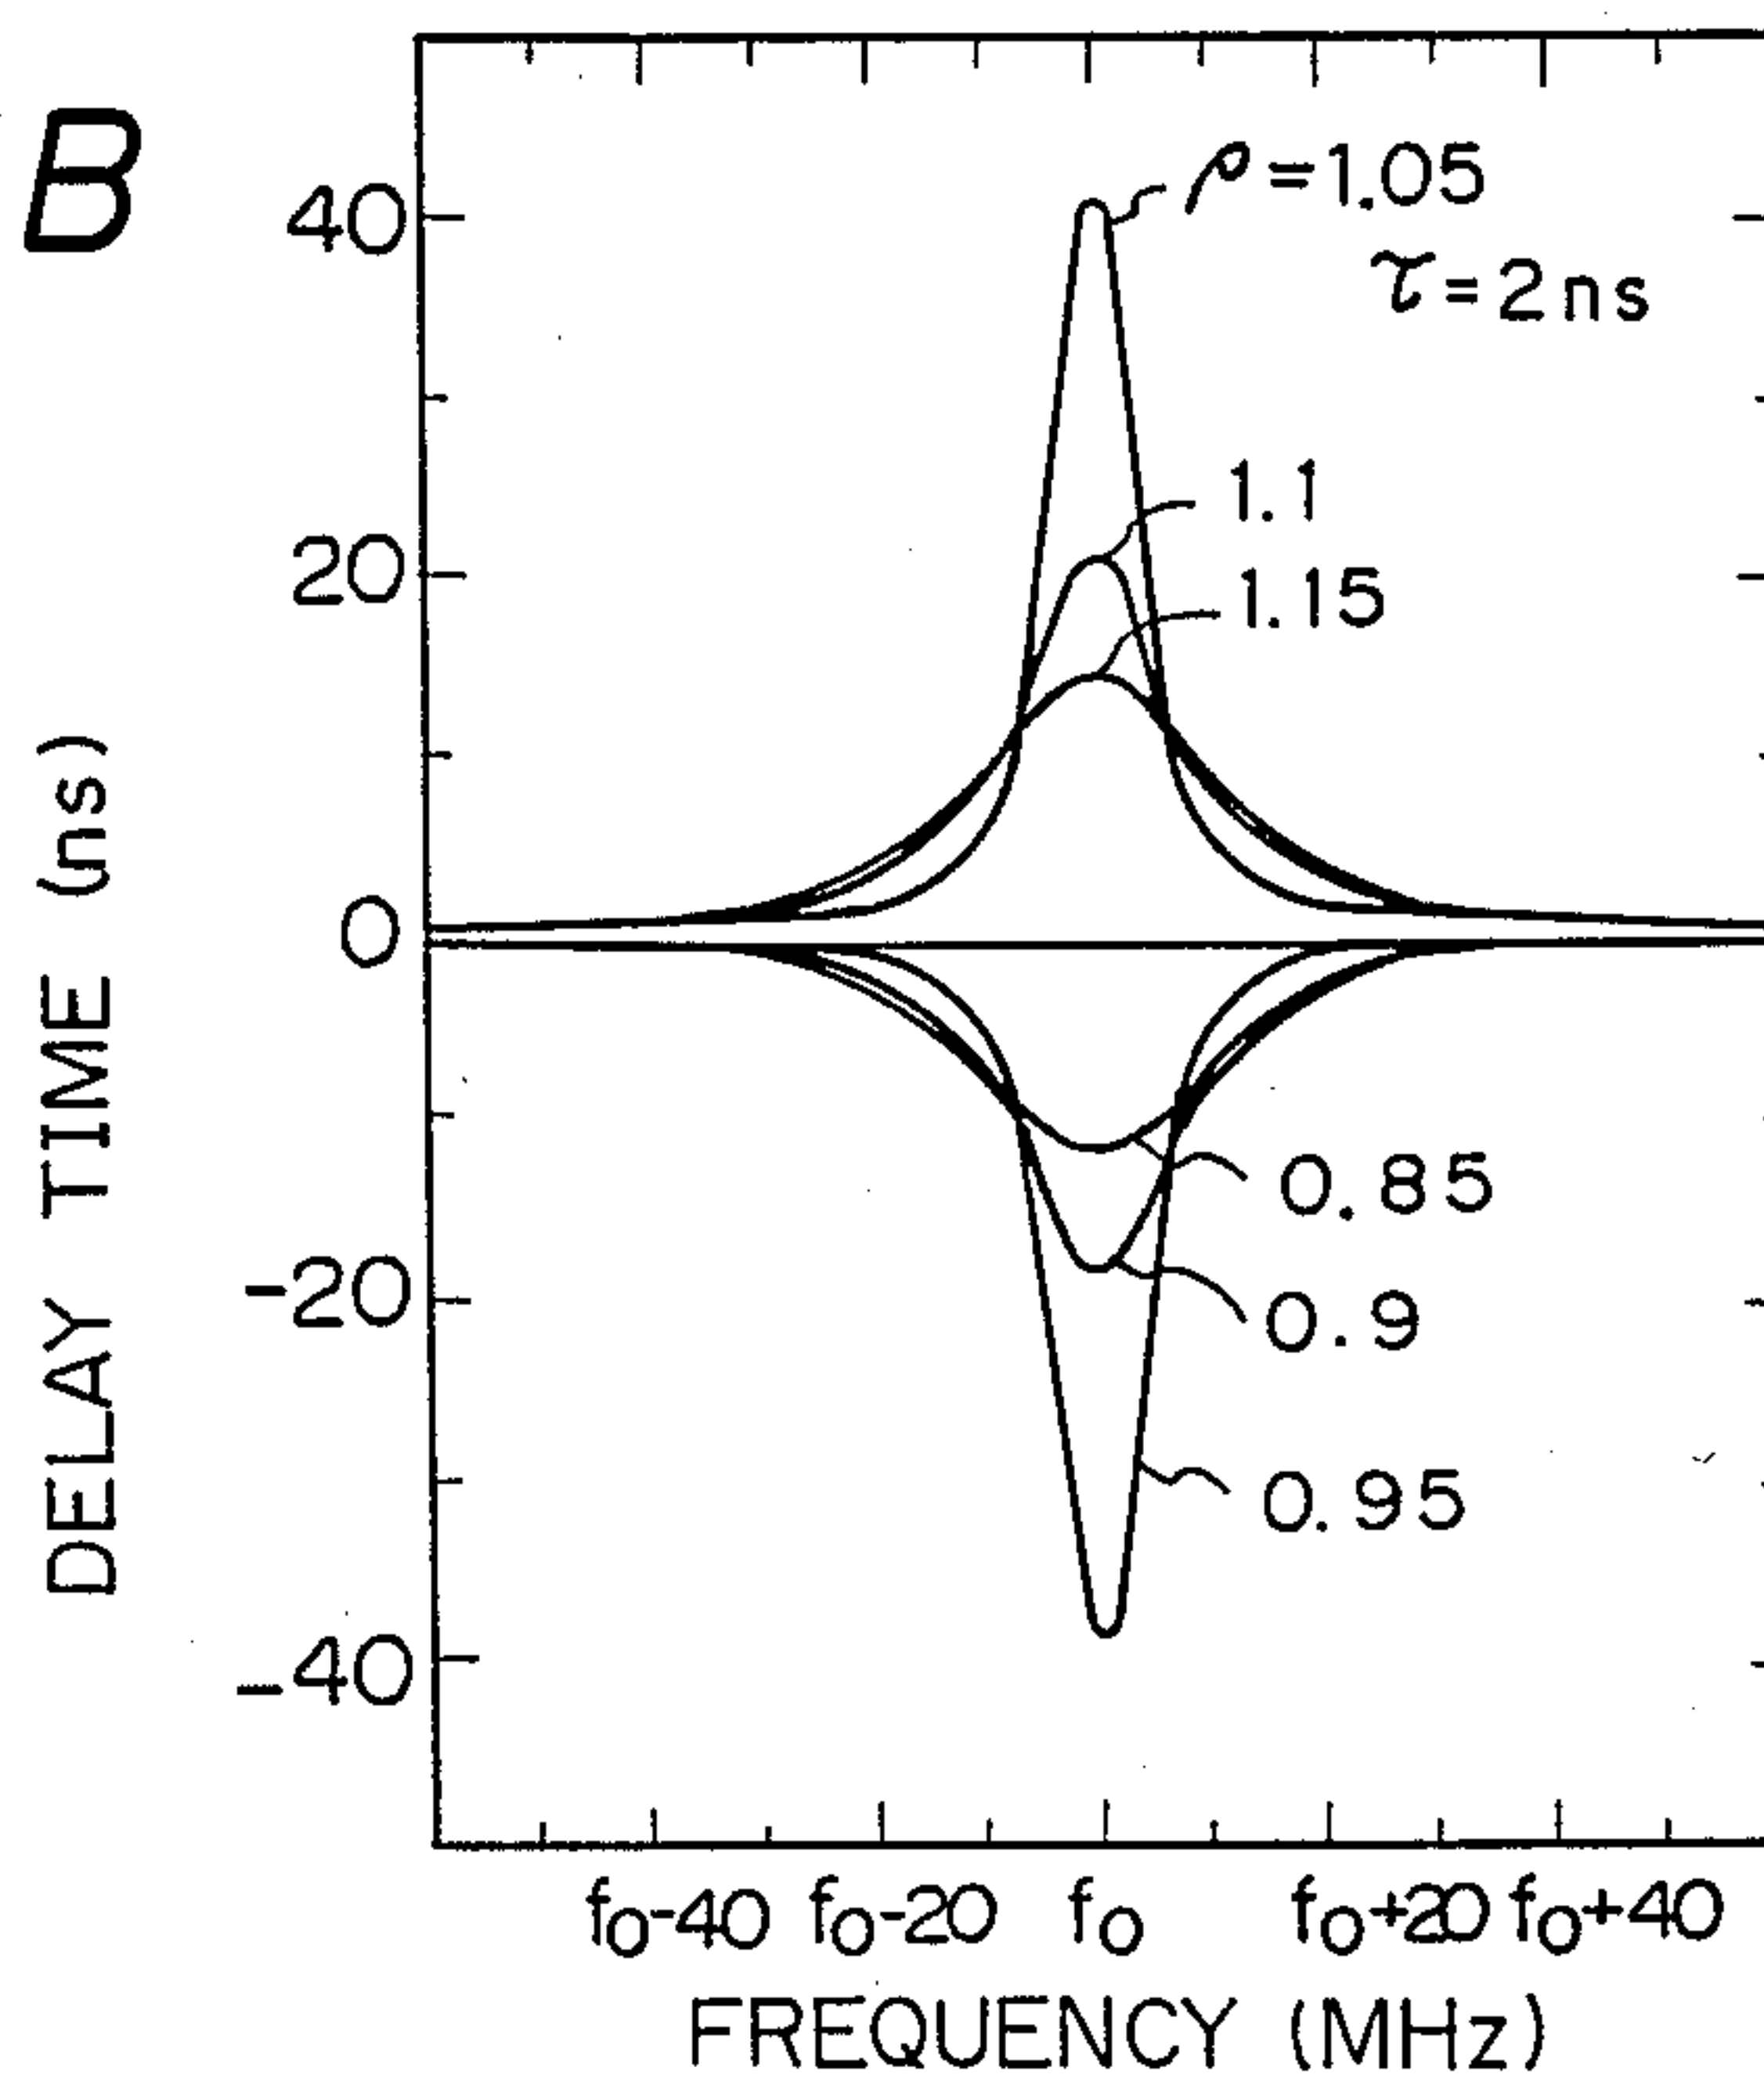 B
40
20
0
-20
-40
DELAY TIME (ns)
ρ=1.05
τ=2ns
1.1
1.15
0.85
0.9
0.95
f0-40 f0-20 f0 f0+20 f0+40
FREQUENCY (MHz)